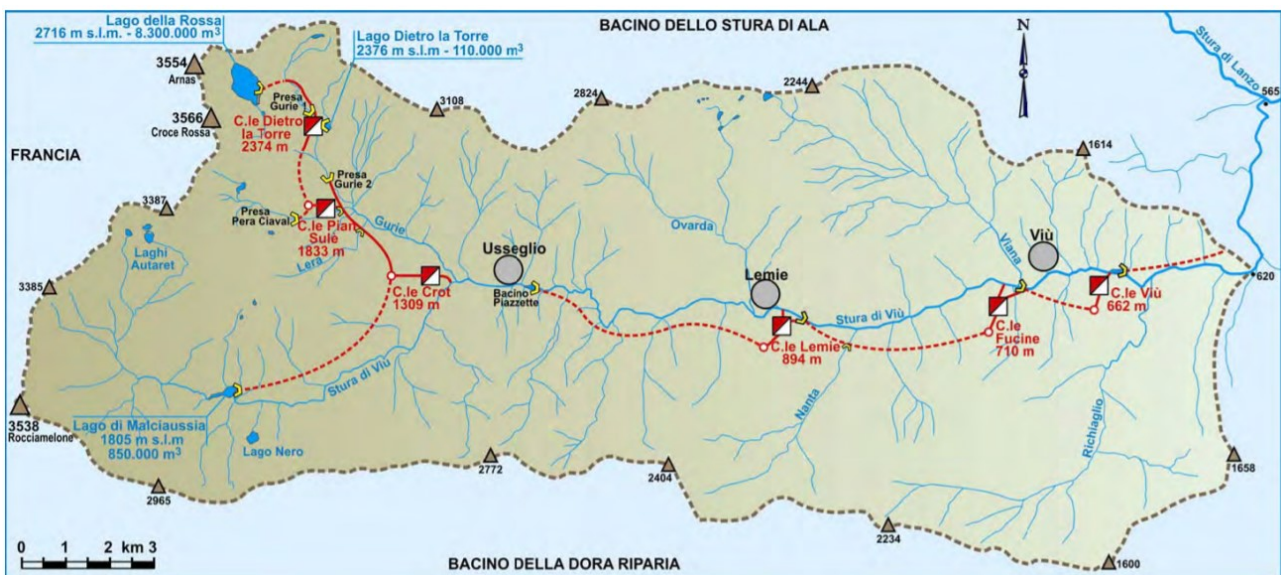 Lago della Rossa
2716 m s.l.m. - 8.300.000 m³
Lago Dietro la Torre
2376 m s.l.m - 110.000 m³
BACINO DELLO STURA DI ALA
N
Stura di Lanzo
565
3554
Arnas
3566
Croce Rossa
Presa
Gurie 1
C.le Dietro
la Torre
2374 m
3108
2824
2244
1614
FRANCIA
Presa
Gurie 2
3387
Presa
Pera Ciaval
C.le Pian
Sulè
1833 m
Laghi
Autaret
Lera
Gurie
Usseglio
Ovarda
Viana
Viù
3385
C.le Crot
1309 m
Bacino
Piazzette
Lemie
Stura di Viù
C.le Viù
662 m
620
C.le
Fucine
710 m
C.le Lemie
894 m
Stura di Viù
Nanta
Richiaglio
3538
Rocciamelone
Lago di Malciaussia
1805 m s.l.m
850.000 m³
Lago Nero
2965
2772
2404
2234
1658
1600
0 1 2 km 3
BACINO DELLA DORA RIPARIA